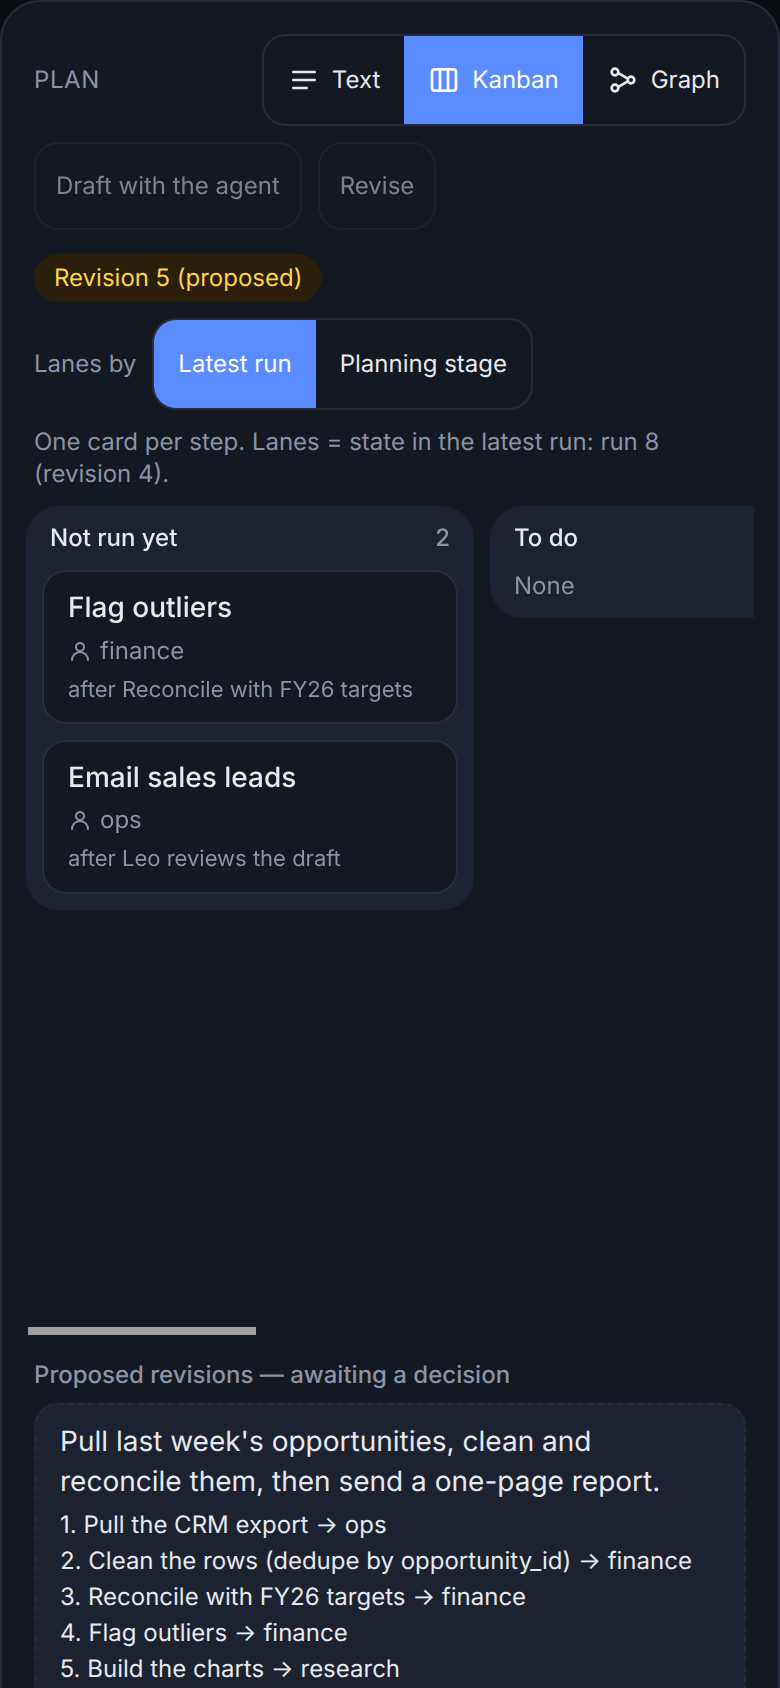 PLAN
Text
Kanban
Graph
Draft with the agent
Revise
Revision 5 (proposed)
Lanes by
Latest run
Planning stage
One card per step. Lanes = state in the latest run: run 8
(revision 4).
Not run yet
2
Flag outliers
finance
after Reconcile with FY26 targets
Email sales leads
ops
after Leo reviews the draft
To do
None
Proposed revisions — awaiting a decision
Pull last week's opportunities, clean and
reconcile them, then send a one-page report.
1. Pull the CRM export → ops
2. Clean the rows (dedupe by opportunity_id) → finance
3. Reconcile with FY26 targets → finance
4. Flag outliers → finance
5. Build the charts → research